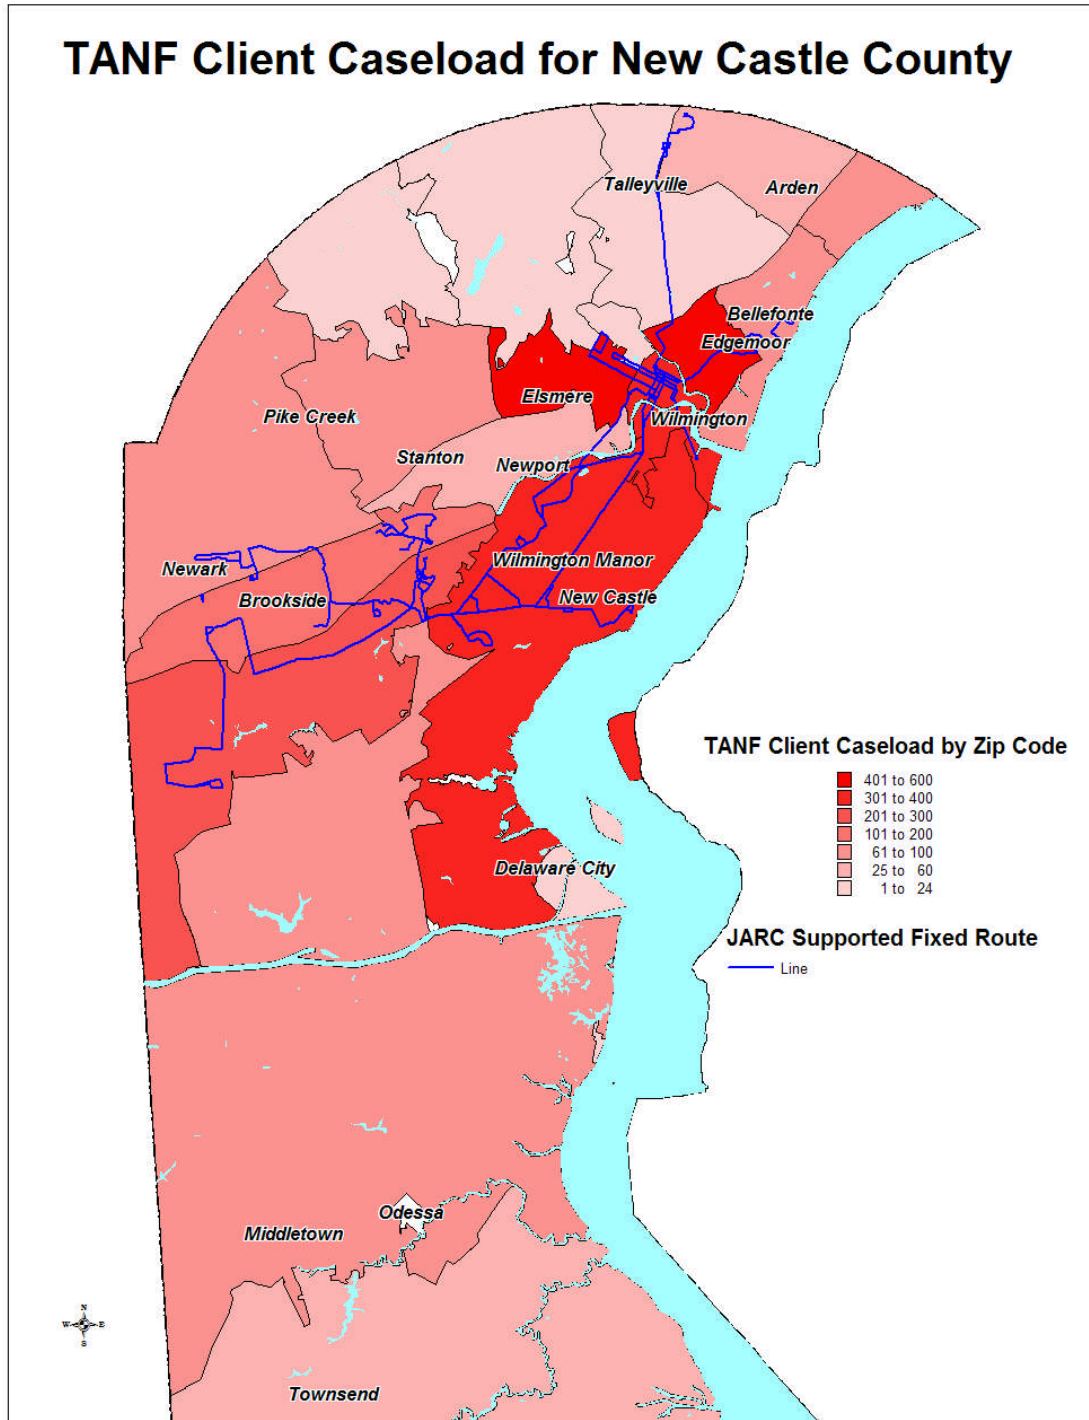 TANF Client Caseload for New Castle County
Talleyville
Arden
Bellefonte
Edgemoor
Elsmere
Pike Creek
Wilmington
Stanton
Newport
Newark
Wilmington Manor
Brookside
New Castle
TANF Client Caseload by Zip Code
401 to 600
301 to 400
201 to 300
101 to 200
61 to 100
25 to 60
1 to 24
Delaware City
JARC Supported Fixed Route
Line
Odessa
Middletown
N
W E
S
Townsend